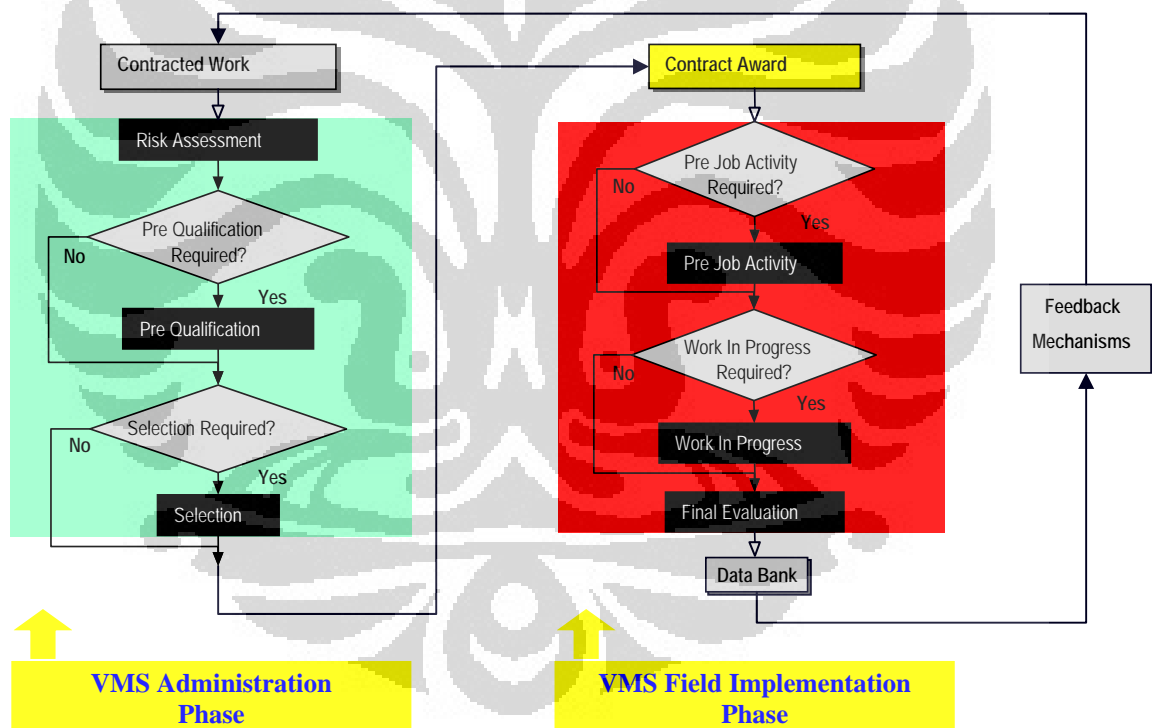 Contracted Work
Risk Assessment
Pre Qualification
Required?
No
Yes
Pre Qualification
Selection Required?
No
Yes
Selection
VMS Administration
Phase
Contract Award
Pre Job Activity
Required?
No
Yes
Pre Job Activity
Work In Progress
Required?
No
Yes
Work In Progress
Final Evaluation
Data Bank
VMS Field Implementation
Phase
Feedback
Mechanisms